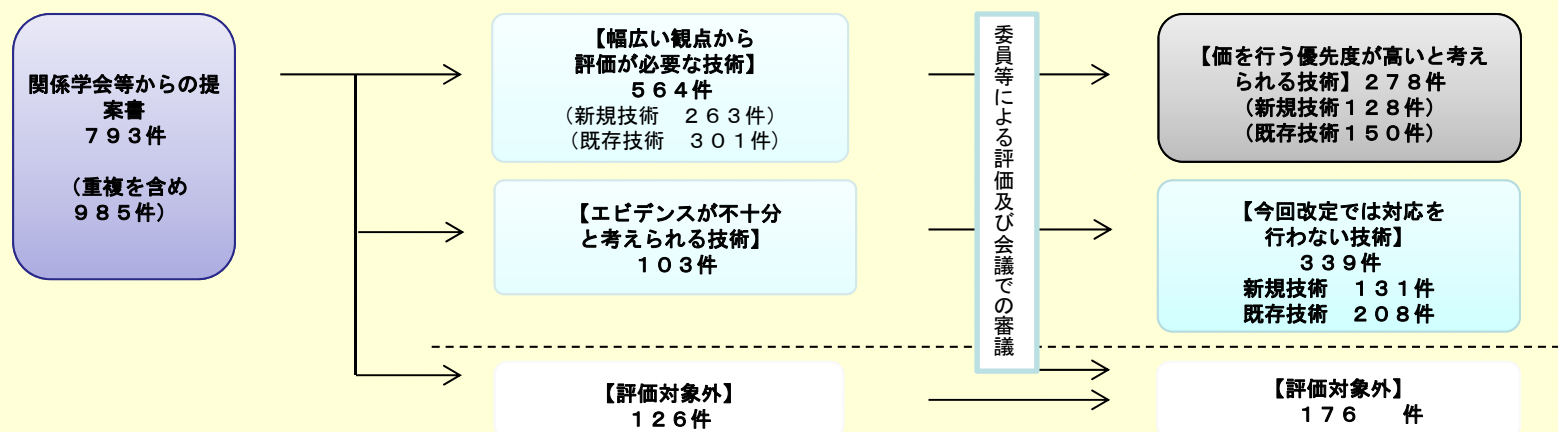 関係学会等からの提
案書
７９３件
（重複を含め
９８５件）
【幅広い観点から
評価が必要な技術】
５６４件
（新規技術　２６３件）
（既存技術　３０１件）
【エビデンスが不十分
と考えられる技術】
１０３件
【評価対象外】
１２６件
委員等による評価及び会議での審議
【価を行う優先度が高いと考え
られる技術】２７８件
（新規技術１２８件）
（既存技術１５０件）
【今回改定では対応を
行わない技術】
３３９件
新規技術　１３１件
既存技術　２０８件
【評価対象外】
１７６　　件